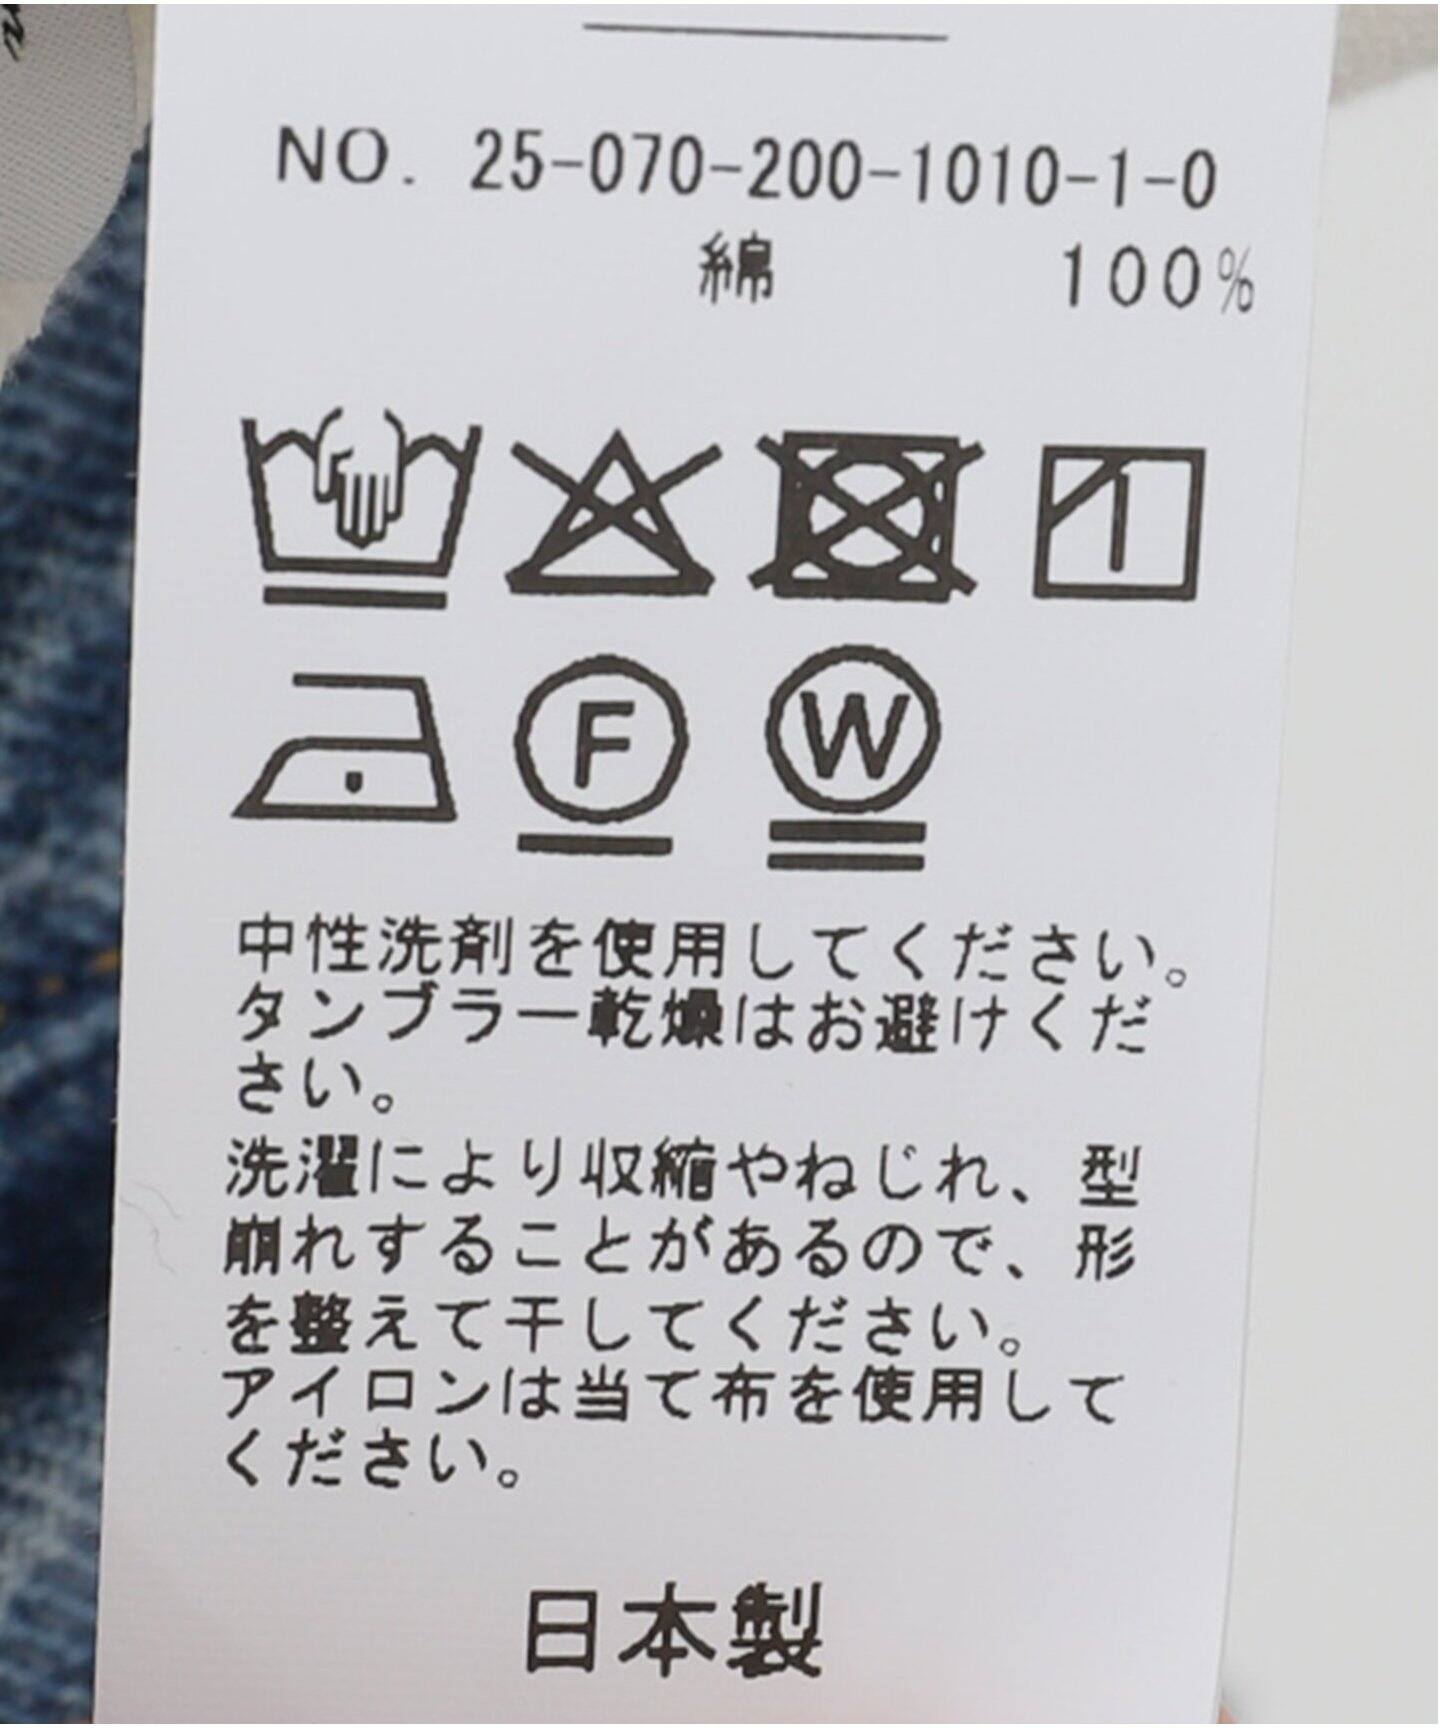 NO. 25-070-200-1010-1-0
綿 100%
F W
中性洗剤を使用してください。
タンブラー乾燥はお避けくだ
さい。
洗濯により収縮やねじれ、型
崩れすることがあるので、形
を整えて干してください。
アイロンは当て布を使用して
ください。
日本製